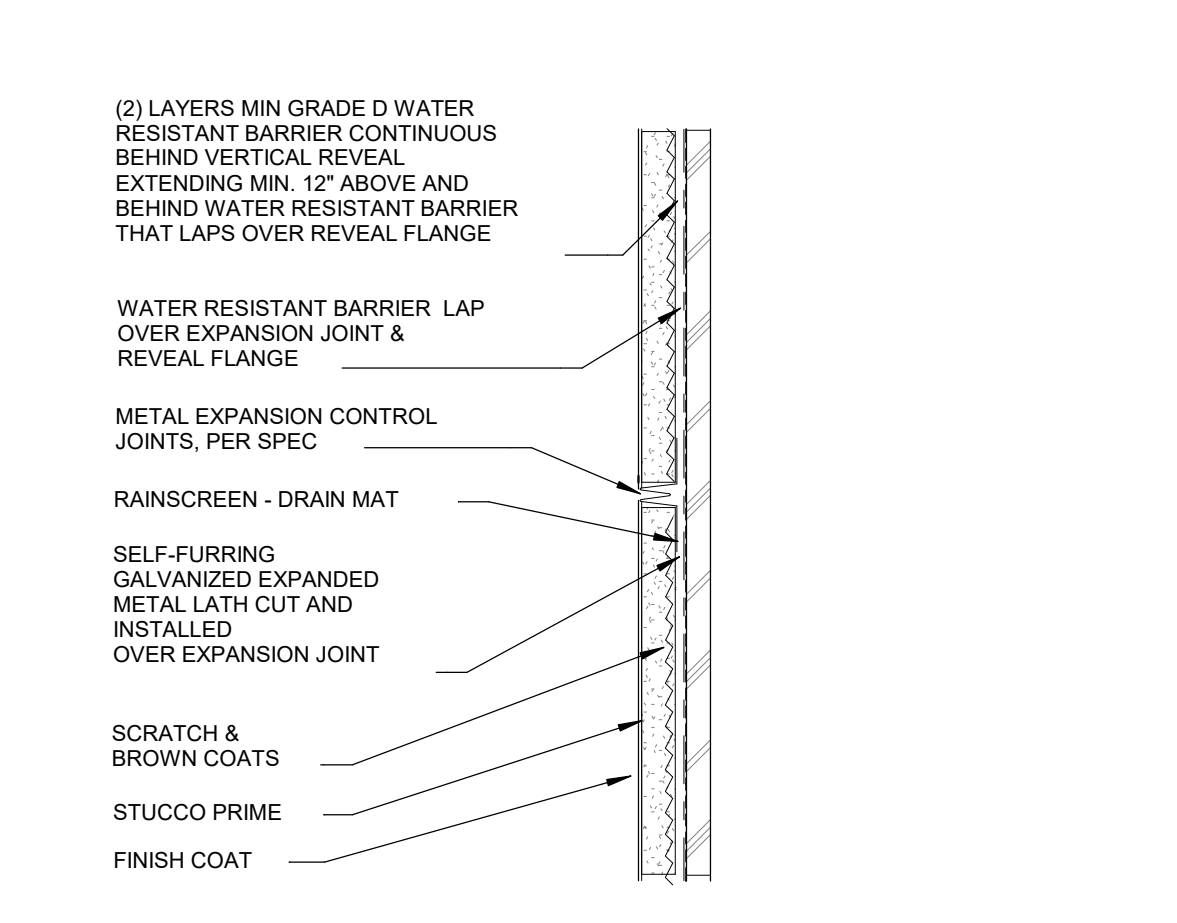 (2) LAYERS MIN GRADE D WATER
RESISTANT BARRIER CONTINUOUS
BEHIND VERTICAL REVEAL
EXTENDING MIN. 12" ABOVE AND
BEHIND WATER RESISTANT BARRIER
THAT LAPS OVER REVEAL FLANGE
WATER RESISTANT BARRIER  LAP
OVER EXPANSION JOINT &
REVEAL FLANGE
METAL EXPANSION CONTROL
JOINTS, PER SPEC
RAINSCREEN - DRAIN MAT
SELF-FURRING
GALVANIZED EXPANDED
METAL LATH CUT AND
INSTALLED
OVER EXPANSION JOINT
SCRATCH &
BROWN COATS
STUCCO PRIME
FINISH COAT